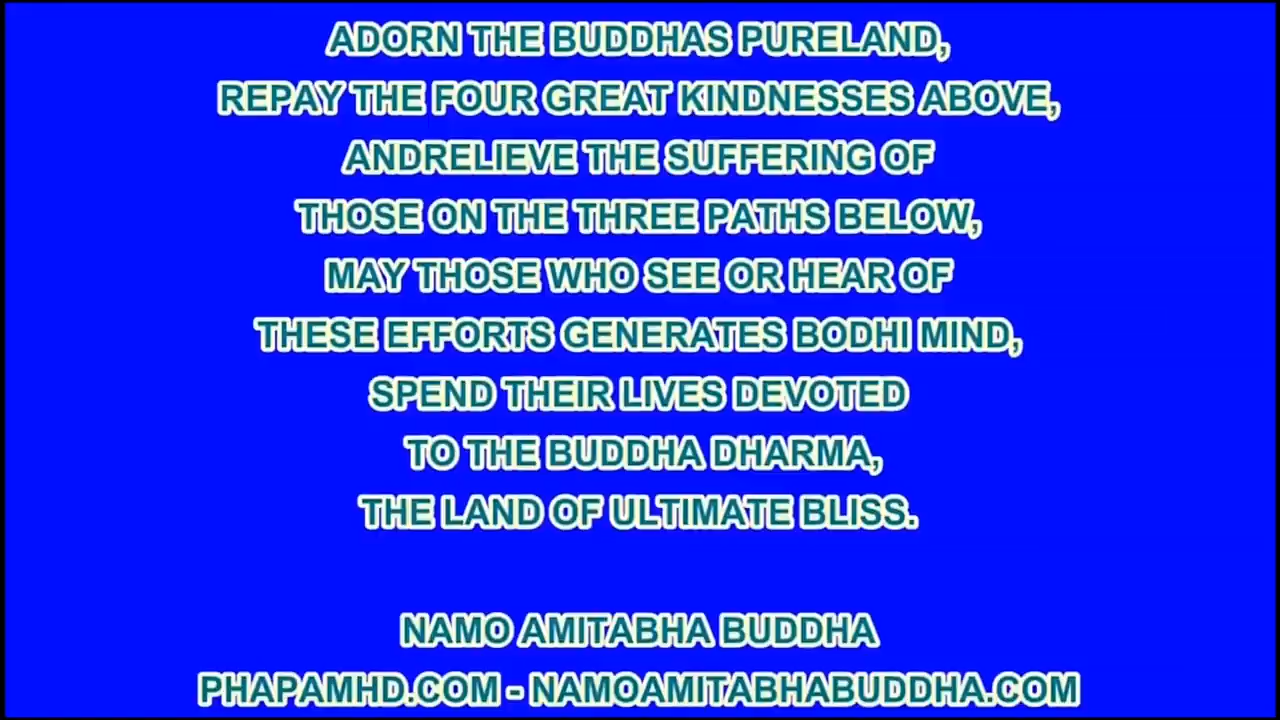 ADORN THE BUDDHAS PURELAND,
REPAY THE FOUR GREAT KINDNESSES ABOVE,
ANDRELIEVE THE SUFFERING OF
THOSE ON THE THREE PATHS BELOW,
MAY THOSE WHO SEE OR HEAR OF
THESE EFFORTS GENERATES BODHI MIND,
SPEND THEIR LIVES DEVOTED
TO THE BUDDHA DHARMA,
THE LAND OF ULTIMATE BLISS.
NAMO AMITABHA BUDDHA
PHAPAMHD.COM - NAMOAMITABHABUDDHA.COM